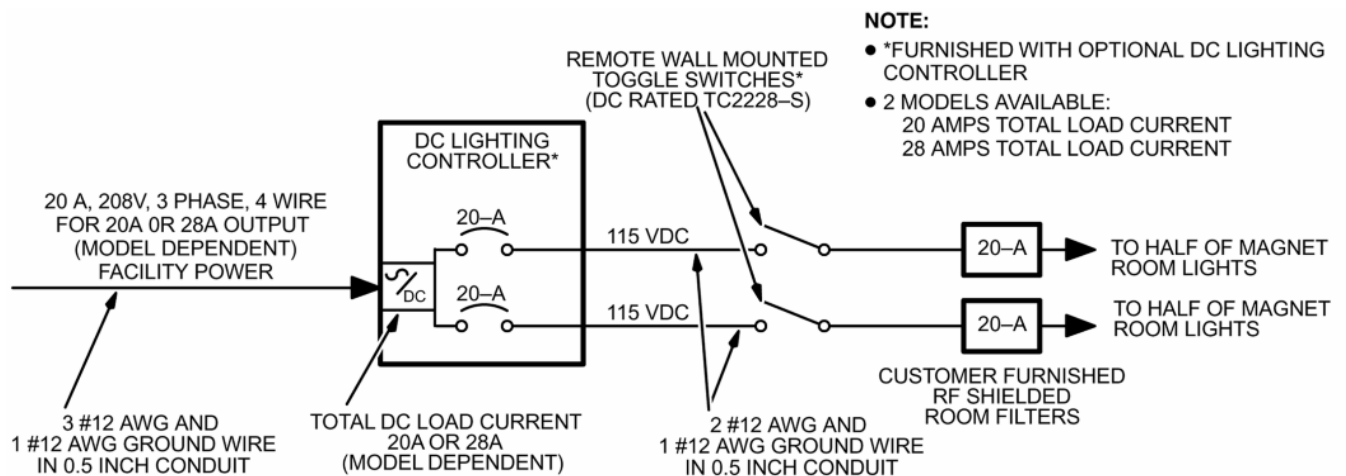 NOTE:
● *FURNISHED WITH OPTIONAL DC LIGHTING
CONTROLLER
● 2 MODELS AVAILABLE:
20 AMPS TOTAL LOAD CURRENT
28 AMPS TOTAL LOAD CURRENT
REMOTE WALL MOUNTED
TOGGLE SWITCHES*
(DC RATED TC2228–S)
DC LIGHTING
CONTROLLER*
20 A, 208V, 3 PHASE, 4 WIRE
FOR 20A 0R 28A OUTPUT
(MODEL DEPENDENT)
FACILITY POWER
20–A
115 VDC
20–A
TO HALF OF MAGNET
ROOM LIGHTS
DC
20–A
115 VDC
20–A
TO HALF OF MAGNET
ROOM LIGHTS
3 #12 AWG AND
1 #12 AWG GROUND WIRE
IN 0.5 INCH CONDUIT
TOTAL DC LOAD CURRENT
20A OR 28A
(MODEL DEPENDENT)
2 #12 AWG AND
1 #12 AWG GROUND WIRE
IN 0.5 INCH CONDUIT
CUSTOMER FURNISHED
RF SHIELDED
ROOM FILTERS